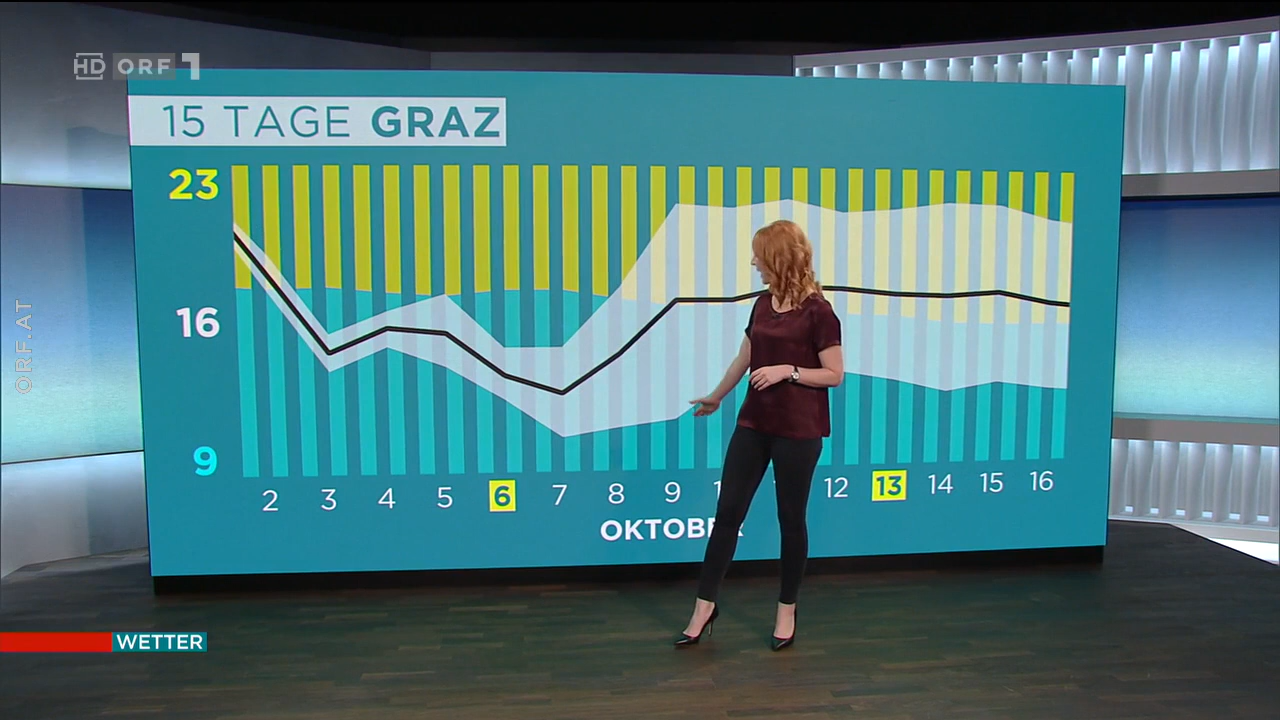 HD ORF 1
15 TAGE GRAZ
23
16
9
2 3 4 5 6 7 8 9 12 13 14 15 16
OKTOBER
ORF.AT
WETTER